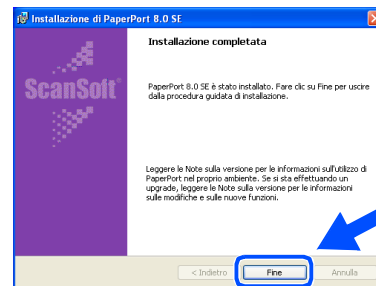 Installazione di PaperPort 8.0 SE
Installazione completata
ScanSoft®
PaperPort 8.0 SE è stato installato. Fare clic su Fine per uscire
dalla procedura guidata di installazione.
Leggere le Note sulla versione per le informazioni sull'utilizzo di
PaperPort nel proprio ambiente. Se si sta effettuando un
upgrade, leggere le Note sulla versione per le informazioni
sulle modifiche e sulle nuove funzioni.
< Indietro Fine Annulla